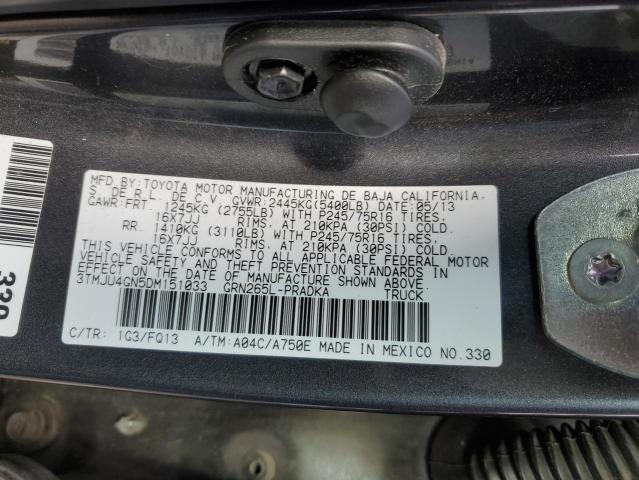 MFD.BY:TOYOTA MOTOR MANUFACTURING DE BAJA CALIFORNIA,
S. DE R.L. DE C.V. GVWR:2445KG(5400LB) DATE: 05/13
GAWR:FRT. 1245KG (2755LB) WITH P245/75R16 TIRES,
16X7JJ RIMS, AT 210KPA (30PSI) COLD.
RR. 1410KG (3110LB) WITH P245/75R16 TIRES,
16X7JJ RIMS, AT 210KPA (30PSI) COLD.
THIS VEHICLE CONFORMS TO ALL APPLICABLE FEDERAL MOTOR
VEHICLE SAFETY AND THEFT PREVENTION STANDARDS IN
EFFECT ON THE DATE OF MANUFACTURE SHOWN ABOVE.
3TMJU4GN5DM151033 GRN265L-PRADKA TRUCK
C/TR: 1G3/FQ13 A/TM:A04C/A750E MADE IN MEXICO NO.330
330